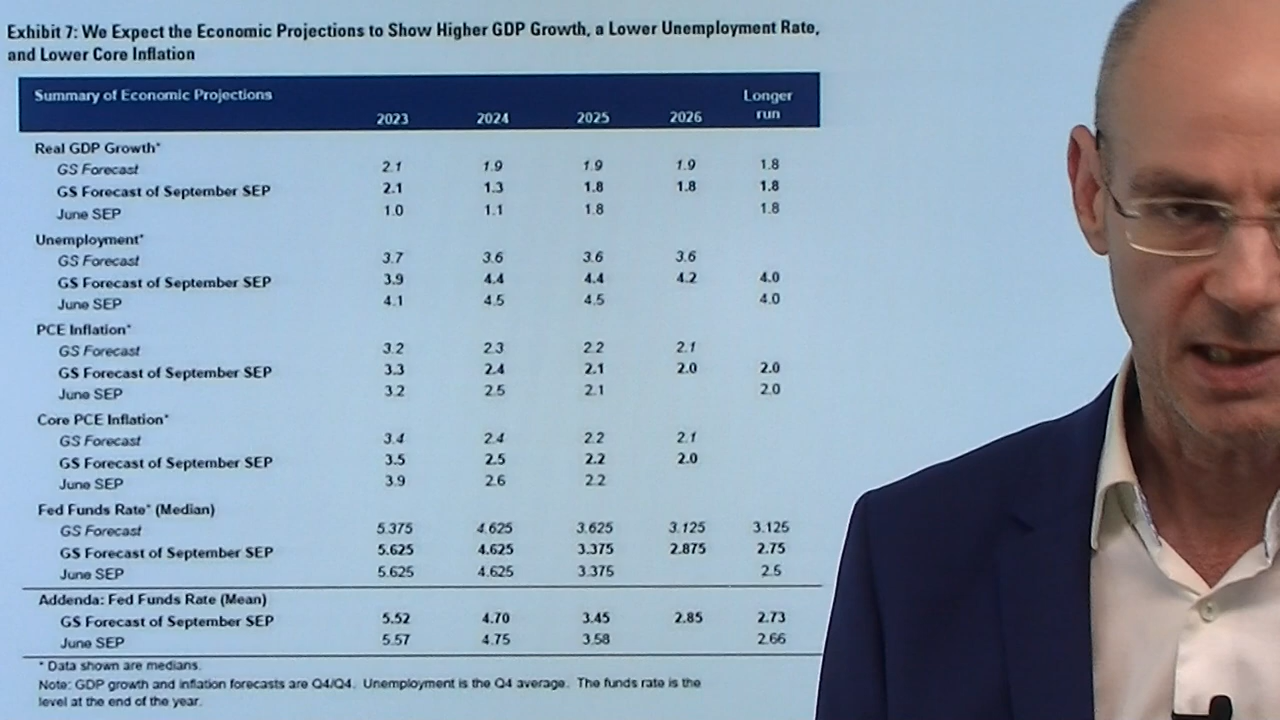 Exhibit 7: We Expect the Economic Projections to Show Higher GDP Growth, a Lower Unemployment Rate,
and Lower Core Inflation
Summary of Economic Projections 2023 2024 2025 2026 Longer run
Real GDP Growth*
GS Forecast 2.1 1.9 1.9 1.9 1.8
GS Forecast of September SEP 2.1 1.3 1.8 1.8 1.8
June SEP 1.0 1.1 1.8 1.8
Unemployment*
GS Forecast 3.7 3.6 3.6 3.6
GS Forecast of September SEP 3.9 4.4 4.4 4.2 4.0
June SEP 4.1 4.5 4.5 4.0
PCE Inflation*
GS Forecast 3.2 2.3 2.2 2.1
GS Forecast of September SEP 3.3 2.4 2.1 2.0 2.0
June SEP 3.2 2.5 2.1 2.0
Core PCE Inflation*
GS Forecast 3.4 2.4 2.2 2.1
GS Forecast of September SEP 3.5 2.5 2.2 2.0
June SEP 3.9 2.6 2.2
Fed Funds Rate* (Median)
GS Forecast 5.375 4.625 3.625 3.125 3.125
GS Forecast of September SEP 5.625 4.625 3.375 2.875 2.75
June SEP 5.625 4.625 3.375 2.5
Addenda: Fed Funds Rate (Mean)
GS Forecast of September SEP 5.52 4.70 3.45 2.85 2.73
June SEP 5.57 4.75 3.58 2.66
* Data shown are medians.
Note: GDP growth and inflation forecasts are Q4/Q4. Unemployment is the Q4 average. The funds rate is the
level at the end of the year.